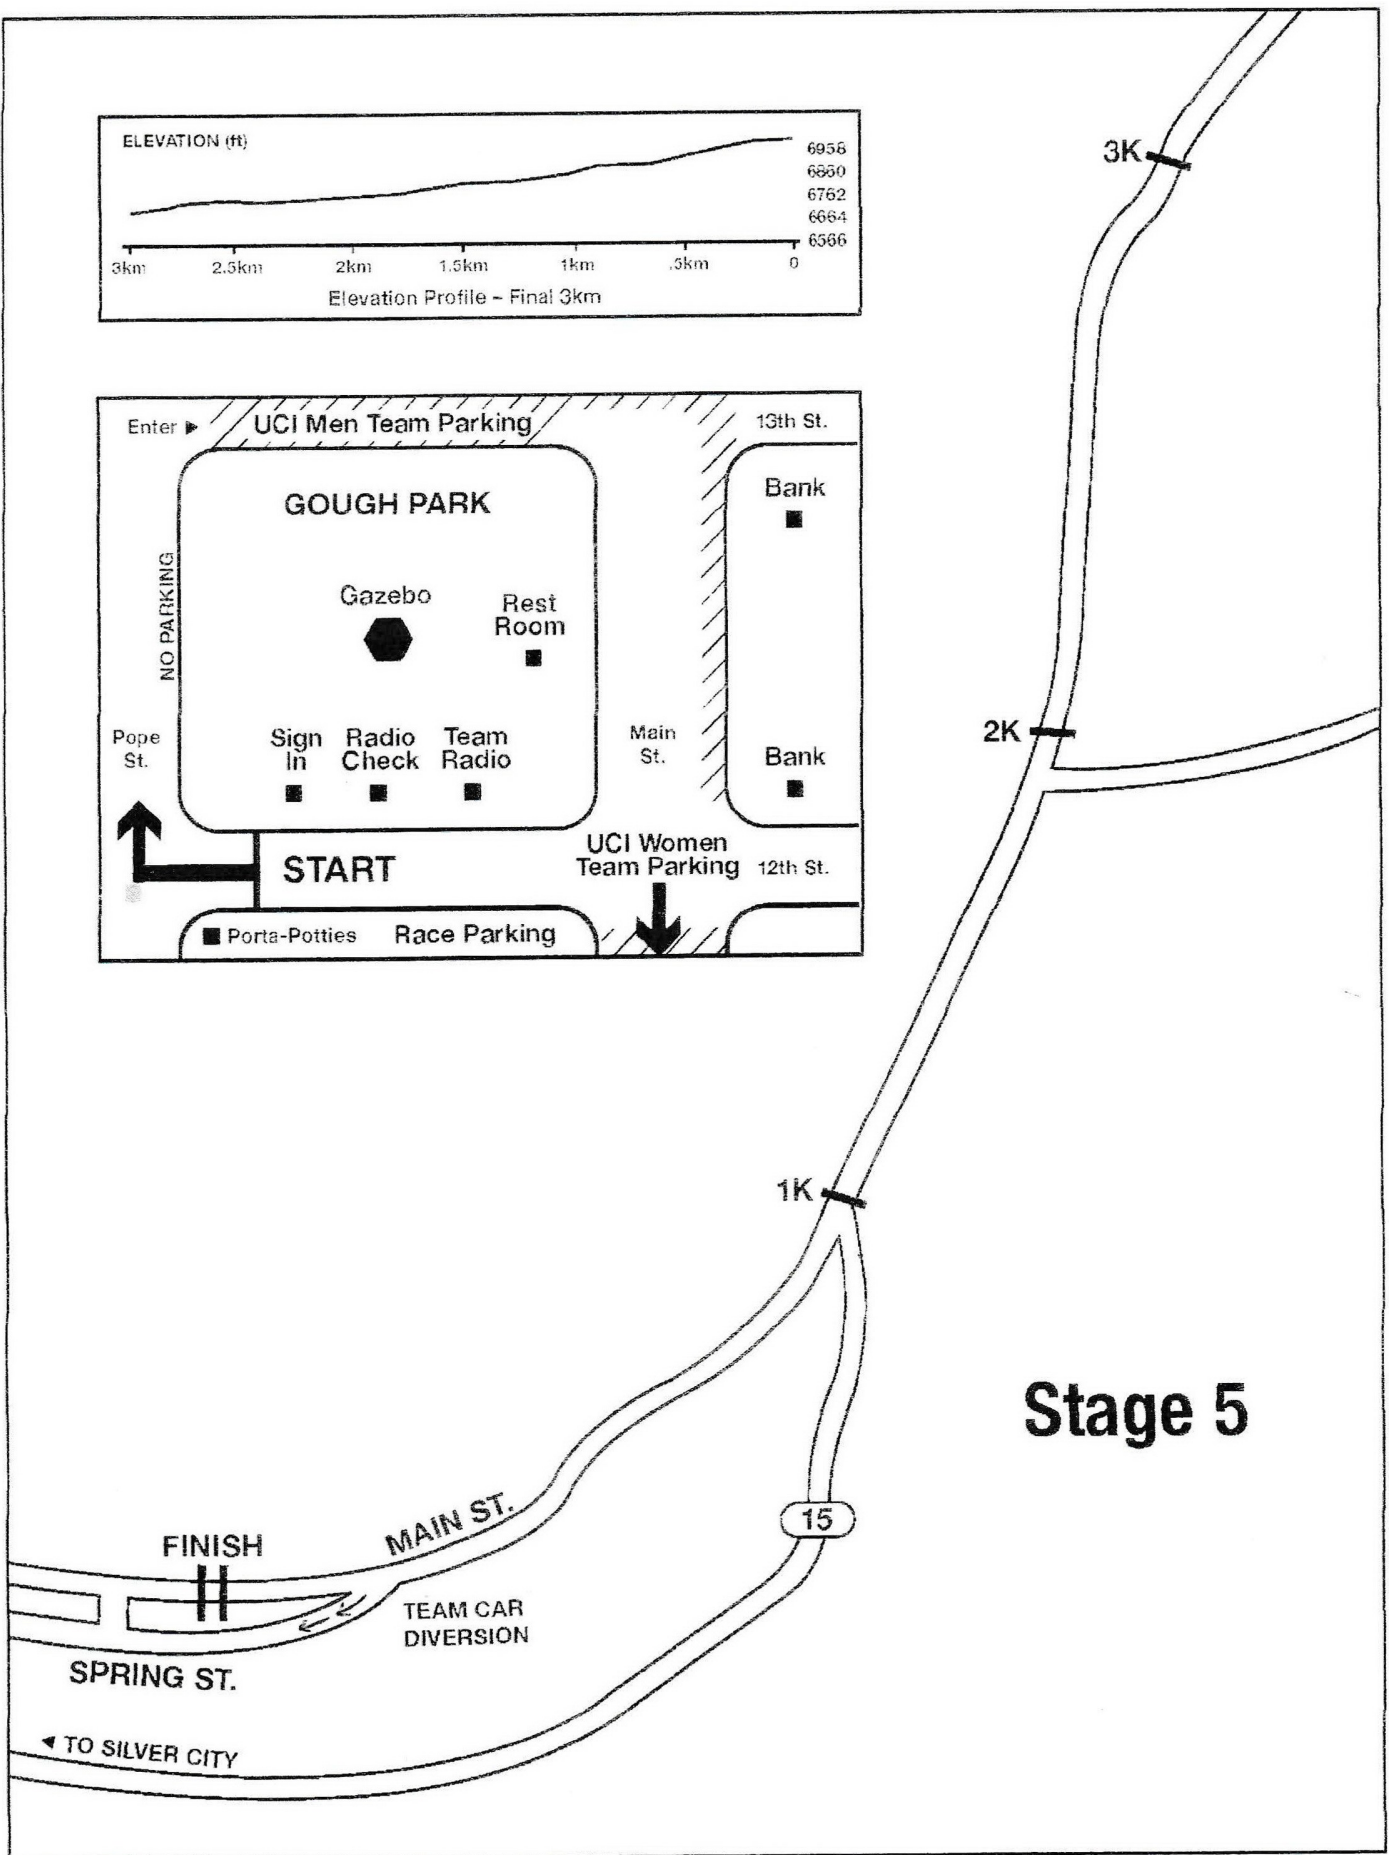 ELEVATION (ft)
6958
6860
6762
6664
6566
3km 2.5km 2km 1.5km 1km .5km 0
Elevation Profile – Final 3km
3K
Enter ▶
UCI Men Team Parking
13th St.
GOUGH PARK
Bank
NO PARKING
Gazebo
Rest
Room
Pope
St.
Sign
In
Radio
Check
Team
Radio
Main
St.
Bank
2K
START
UCI Women
Team Parking
12th St.
Porta-Potties
Race Parking
1K
Stage 5
15
MAIN ST.
FINISH
TEAM CAR
DIVERSION
SPRING ST.
◀ TO SILVER CITY